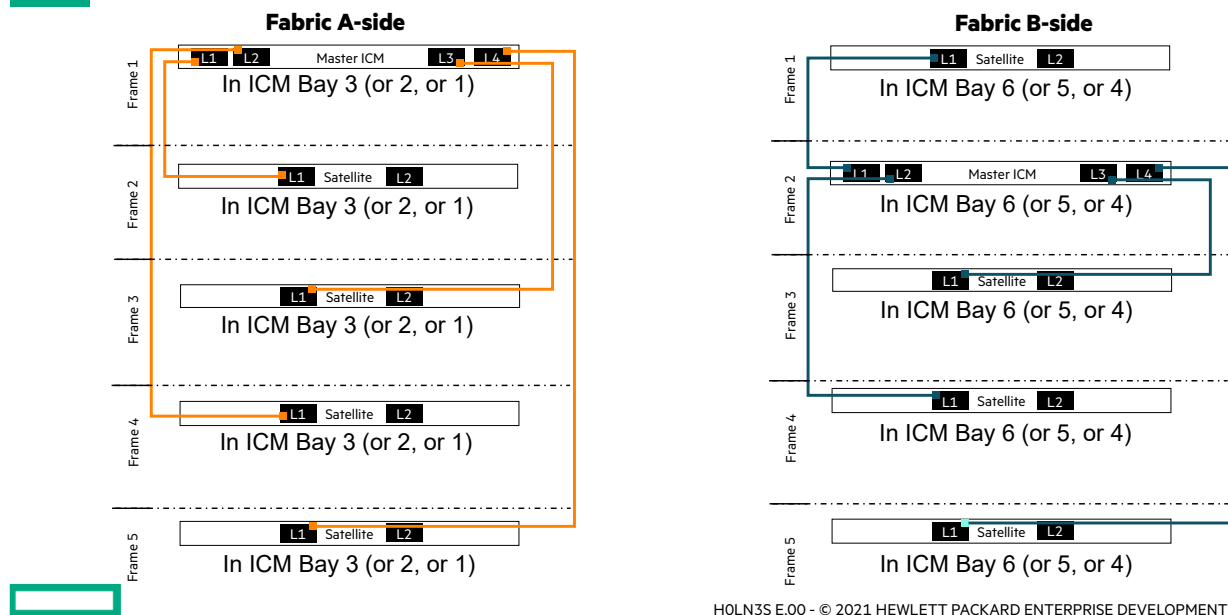 Fabric A-side
Frame 1
L1 L2 Master ICM L3 L4
In ICM Bay 3 (or 2, or 1)
Frame 2
L1 Satellite L2
In ICM Bay 3 (or 2, or 1)
Frame 3
L1 Satellite L2
In ICM Bay 3 (or 2, or 1)
Frame 4
L1 Satellite L2
In ICM Bay 3 (or 2, or 1)
Frame 5
L1 Satellite L2
In ICM Bay 3 (or 2, or 1)
Fabric B-side
Frame 1
L1 Satellite L2
In ICM Bay 6 (or 5, or 4)
Frame 2
L1 L2 Master ICM L3 L4
In ICM Bay 6 (or 5, or 4)
Frame 3
L1 Satellite L2
In ICM Bay 6 (or 5, or 4)
Frame 4
L1 Satellite L2
In ICM Bay 6 (or 5, or 4)
Frame 5
L1 Satellite L2
In ICM Bay 6 (or 5, or 4)
H0LN3S E.00 - © 2021 HEWLETT PACKARD ENTERPRISE DEVELOPMENT